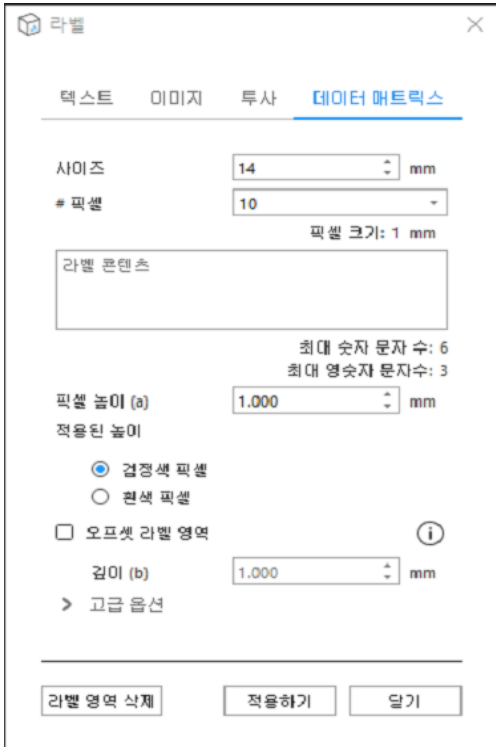 라벨
텍스트 이미지 투사 데이터 매트릭스
사이즈 14 mm
# 픽셀 10
픽셀 크기: 1 mm
라벨 콘텐츠
최대 숫자 문자 수: 6
최대 영숫자 문자수: 3
픽셀 높이 (a) 1.000 mm
적용된 높이
검정색 픽셀
흰색 픽셀
오프셋 라벨 영역
깊이 (b) 1.000 mm
고급 옵션
라벨 영역 삭제 적용하기 닫기